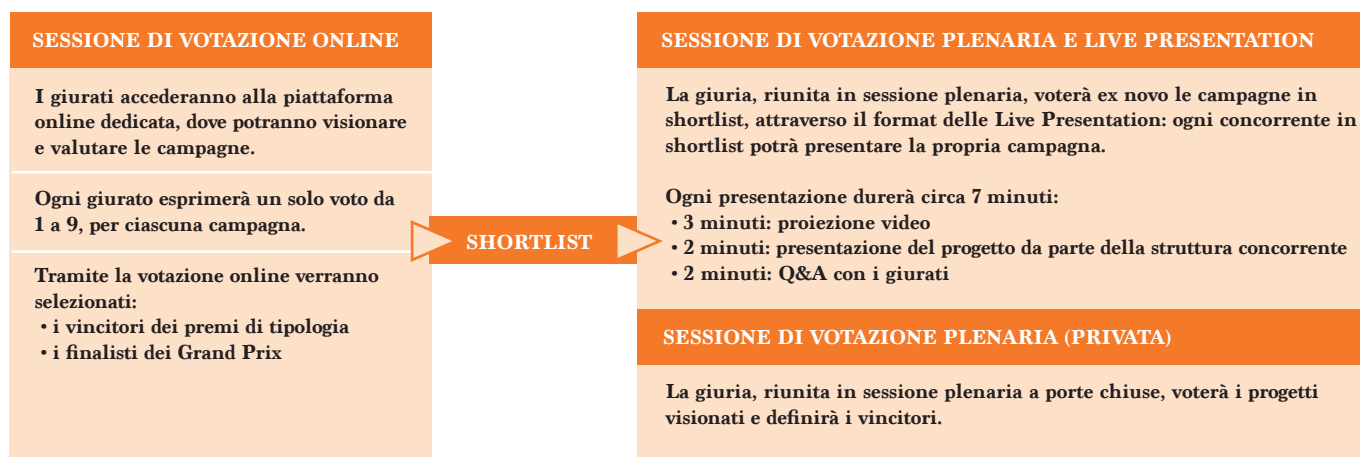 SESSIONE DI VOTAZIONE ONLINE
I giurati accederanno alla piattaforma
online dedicata, dove potranno visionare
e valutare le campagne.
Ogni giurato esprimerà un solo voto da
1 a 9, per ciascuna campagna.
Tramite la votazione online verranno
selezionati:
• i vincitori dei premi di tipologia
• i finalisti dei Grand Prix
SHORTLIST
SESSIONE DI VOTAZIONE PLENARIA E LIVE PRESENTATION
La giuria, riunita in sessione plenaria, voterà ex novo le campagne in
shortlist, attraverso il format delle Live Presentation: ogni concorrente in
shortlist potrà presentare la propria campagna.
Ogni presentazione durerà circa 7 minuti:
• 3 minuti: proiezione video
• 2 minuti: presentazione del progetto da parte della struttura concorrente
• 2 minuti: Q&A con i giurati
SESSIONE DI VOTAZIONE PLENARIA (PRIVATA)
La giuria, riunita in sessione plenaria a porte chiuse, voterà i progetti
visionati e definirà i vincitori.